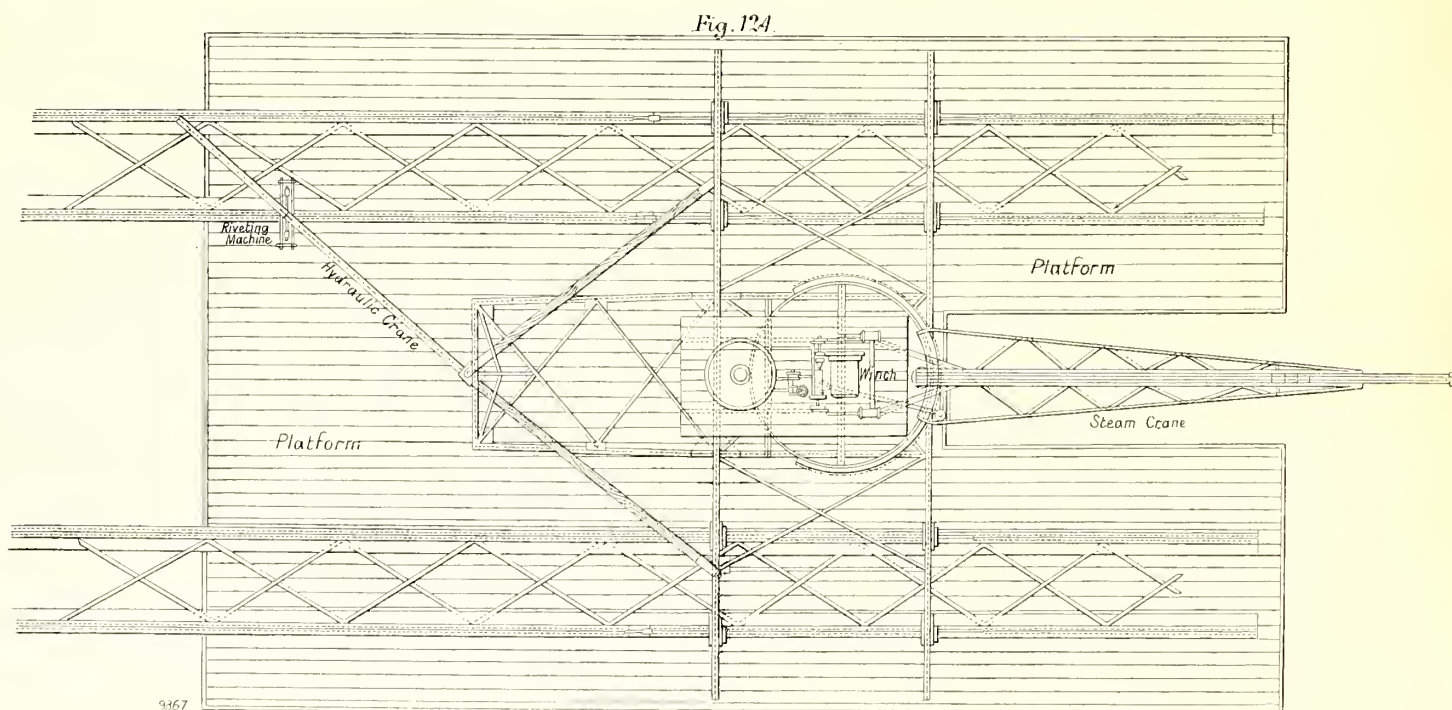 Fig. 124.
Riveting
Machine
Hydraulic Crane
Platform
Winch
Steam Crane
Platform
9367